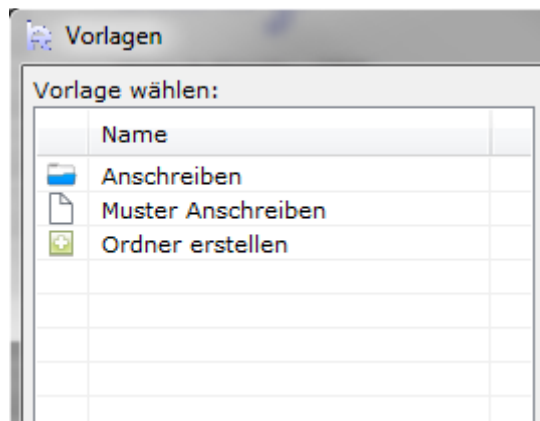 Vorlagen
Vorlage wählen:
Name
Anschreiben
Muster Anschreiben
Ordner erstellen